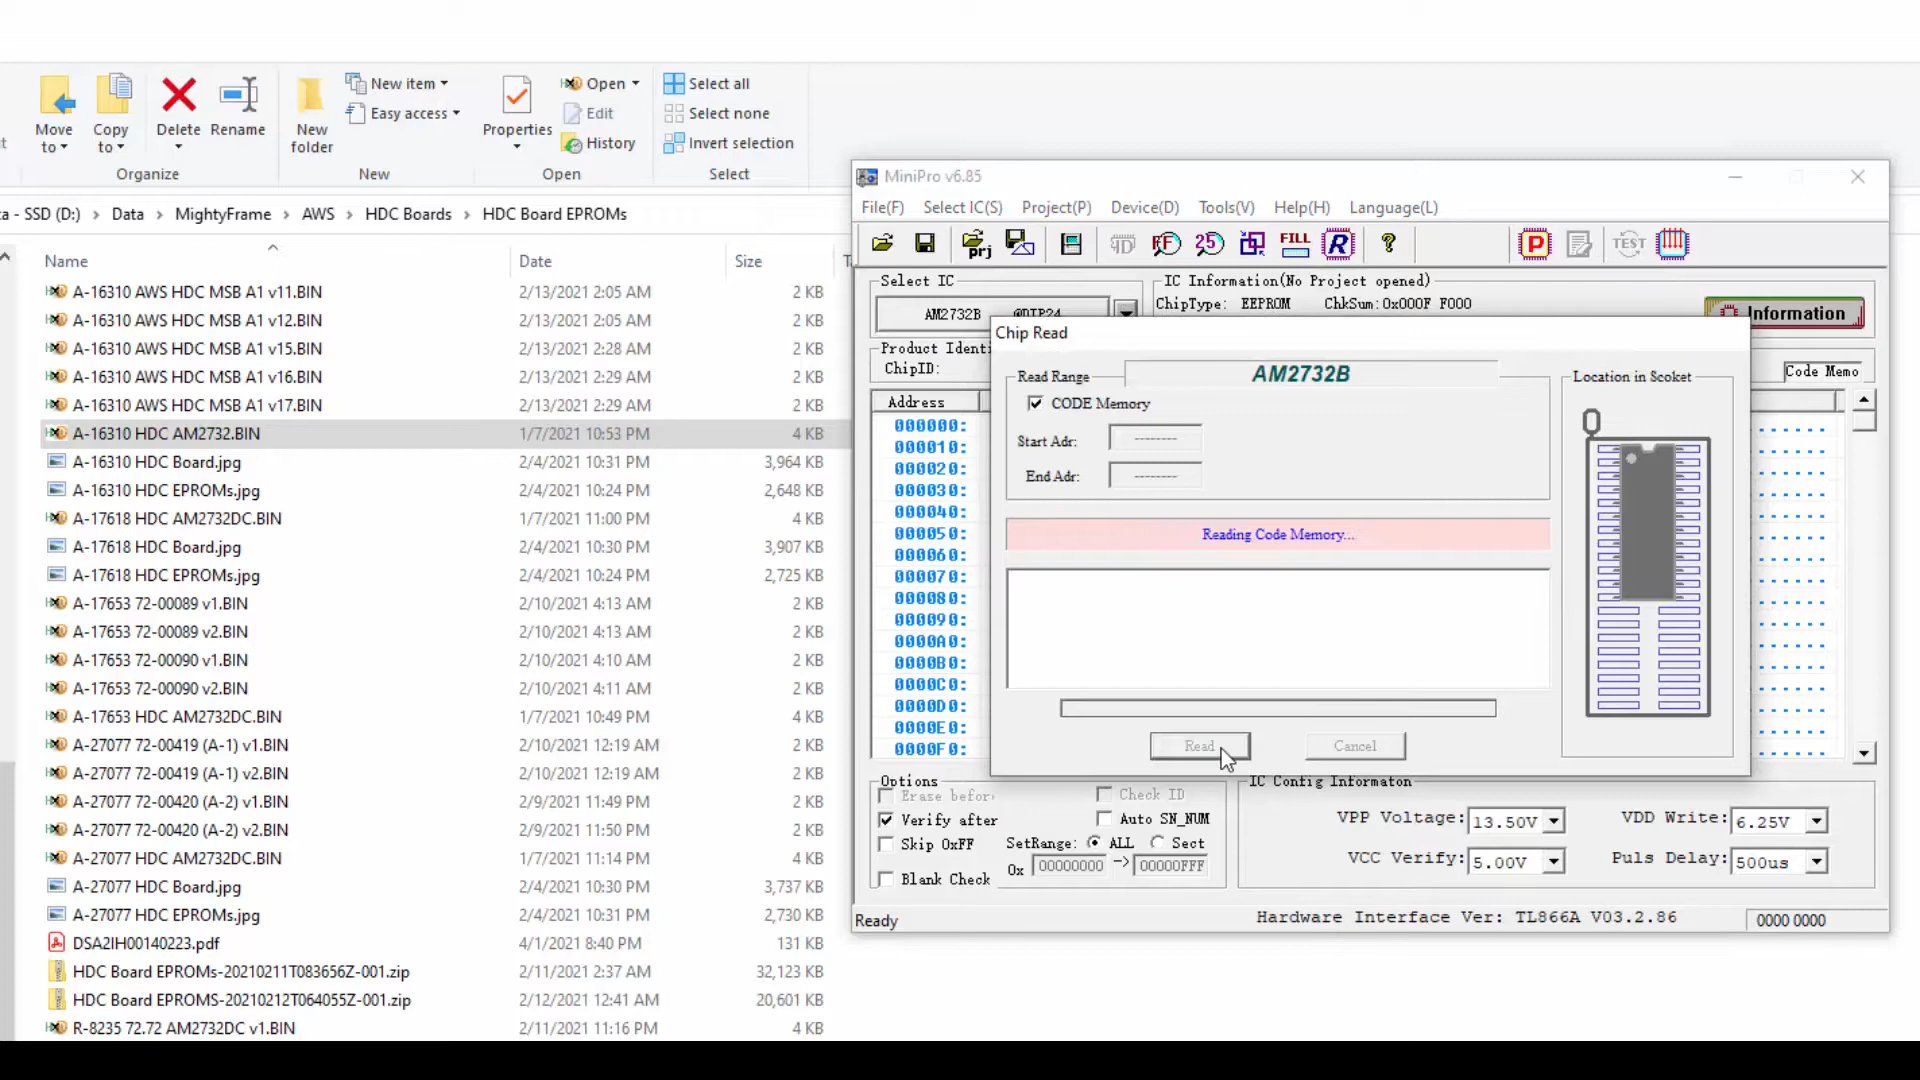 Move to
Copy to
Delete
Rename
New folder
New item
Easy access
Properties
Open
Edit
History
Select all
Select none
Invert selection
Organize
New
Open
Select
a - SSD (D:) > Data > MightyFrame > AWS > HDC Boards > HDC Board EPROMs
Name Date Size
A-16310 AWS HDC MSB A1 v11.BIN 2/13/2021 2:05 AM 2 KB
A-16310 AWS HDC MSB A1 v12.BIN 2/13/2021 2:05 AM 2 KB
A-16310 AWS HDC MSB A1 v15.BIN 2/13/2021 2:28 AM 2 KB
A-16310 AWS HDC MSB A1 v16.BIN 2/13/2021 2:29 AM 2 KB
A-16310 AWS HDC MSB A1 v17.BIN 2/13/2021 2:29 AM 2 KB
A-16310 HDC AM2732.BIN 1/7/2021 10:53 PM 4 KB
A-16310 HDC Board.jpg 2/4/2021 10:31 PM 3,964 KB
A-16310 HDC EPROMs.jpg 2/4/2021 10:24 PM 2,648 KB
A-17618 HDC AM2732DC.BIN 1/7/2021 11:00 PM 4 KB
A-17618 HDC Board.jpg 2/4/2021 10:30 PM 3,907 KB
A-17618 HDC EPROMs.jpg 2/4/2021 10:24 PM 2,725 KB
A-17653 72-00089 v1.BIN 2/10/2021 4:13 AM 2 KB
A-17653 72-00089 v2.BIN 2/10/2021 4:13 AM 2 KB
A-17653 72-00090 v1.BIN 2/10/2021 4:10 AM 2 KB
A-17653 72-00090 v2.BIN 2/10/2021 4:11 AM 2 KB
A-17653 HDC AM2732DC.BIN 1/7/2021 10:49 PM 4 KB
A-27077 72-00419 (A-1) v1.BIN 2/10/2021 12:19 AM 2 KB
A-27077 72-00419 (A-1) v2.BIN 2/10/2021 12:19 AM 2 KB
A-27077 72-00420 (A-2) v1.BIN 2/9/2021 11:49 PM 2 KB
A-27077 72-00420 (A-2) v2.BIN 2/9/2021 11:50 PM 2 KB
A-27077 HDC AM2732DC.BIN 1/7/2021 11:14 PM 4 KB
A-27077 HDC Board.jpg 2/4/2021 10:30 PM 3,737 KB
A-27077 HDC EPROMs.jpg 2/4/2021 10:31 PM 2,730 KB
DSA2IH00140223.pdf 4/1/2021 8:40 PM 131 KB
HDC Board EPROMs-20210211T083656Z-001.zip 2/11/2021 2:37 AM 32,123 KB
HDC Board EPROMS-20210212T064055Z-001.zip 2/12/2021 12:41 AM 20,601 KB
R-8235 72.72 AM2732DC v1.BIN 2/11/2021 11:16 PM 4 KB
MiniPro v6.85
File(F) Select IC(S) Project(P) Device(D) Tools(V) Help(H) Language(L)
prj ID FF 25 FILL R ? P TEST
Select IC
AM2732B @DIP24
IC Information(No Project opened)
ChipType: EEPROM ChkSum:0x000F F000
Information
Product Identi
ChipID:
Code Memo
Address
000000:
000010:
000020:
000030:
000040:
000050:
000060:
000070:
000080:
000090:
0000A0:
0000B0:
0000C0:
0000D0:
0000E0:
0000F0:
Chip Read
Read Range
AM2732B
CODE Memory
Start Adr: --------
End Adr: --------
Reading Code Memory...
Read
Cancel
Location in Scoket
Options
Erase befor
Check ID
Verify after
Auto SN_NUM
Skip 0xFF
SetRange: ALL Sect
Blank Check
0x 00000000 -> 00000FFF
IC Config Informaton
VPP Voltage: 13.50V
VDD Write: 6.25V
VCC Verify: 5.00V
Puls Delay: 500us
Ready
Hardware Interface Ver: TL866A V03.2.86
0000 0000